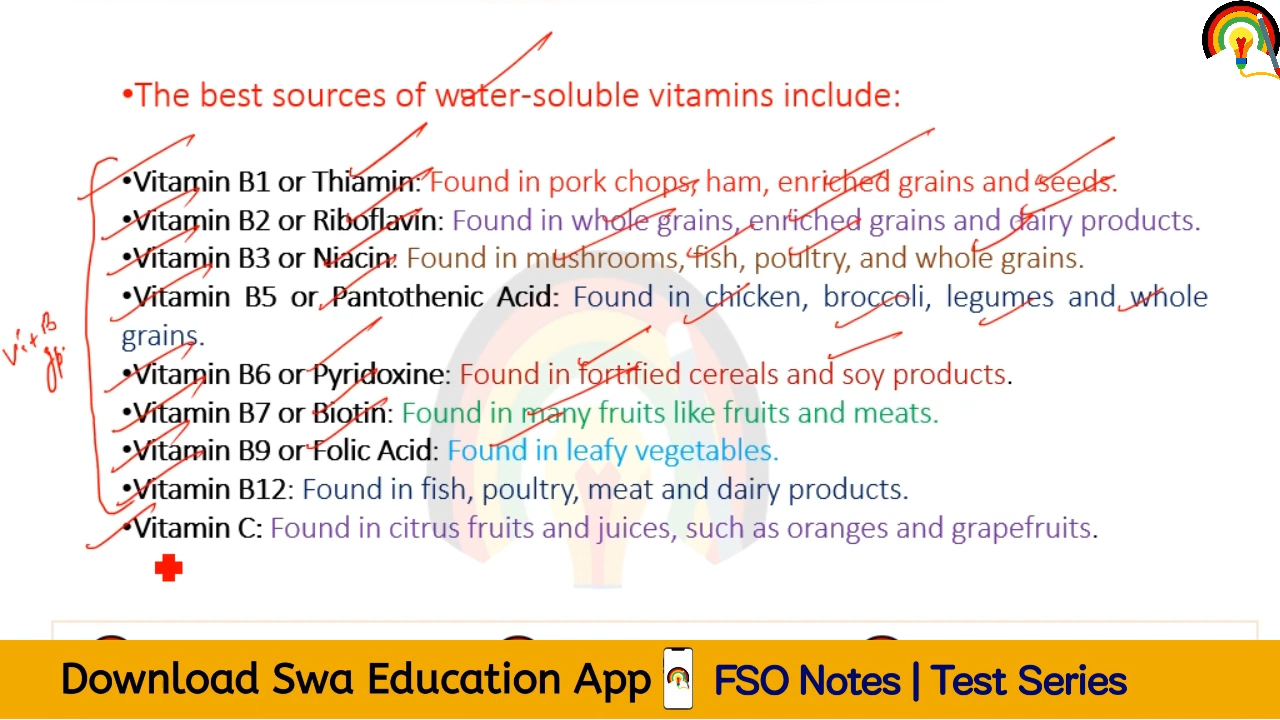 •The best sources of water-soluble vitamins include:
•Vitamin B1 or Thiamin: Found in pork chops, ham, enriched grains and seeds.
•Vitamin B2 or Riboflavin: Found in whole grains, enriched grains and dairy products.
•Vitamin B3 or Niacin: Found in mushrooms, fish, poultry, and whole grains.
•Vitamin B5 or Pantothenic Acid: Found in chicken, broccoli, legumes and whole
grains.
Vit B
gp.
•Vitamin B6 or Pyridoxine: Found in fortified cereals and soy products.
•Vitamin B7 or Biotin: Found in many fruits like fruits and meats.
•Vitamin B9 or Folic Acid: Found in leafy vegetables.
•Vitamin B12: Found in fish, poultry, meat and dairy products.
•Vitamin C: Found in citrus fruits and juices, such as oranges and grapefruits.
Download Swa Education App FSO Notes | Test Series